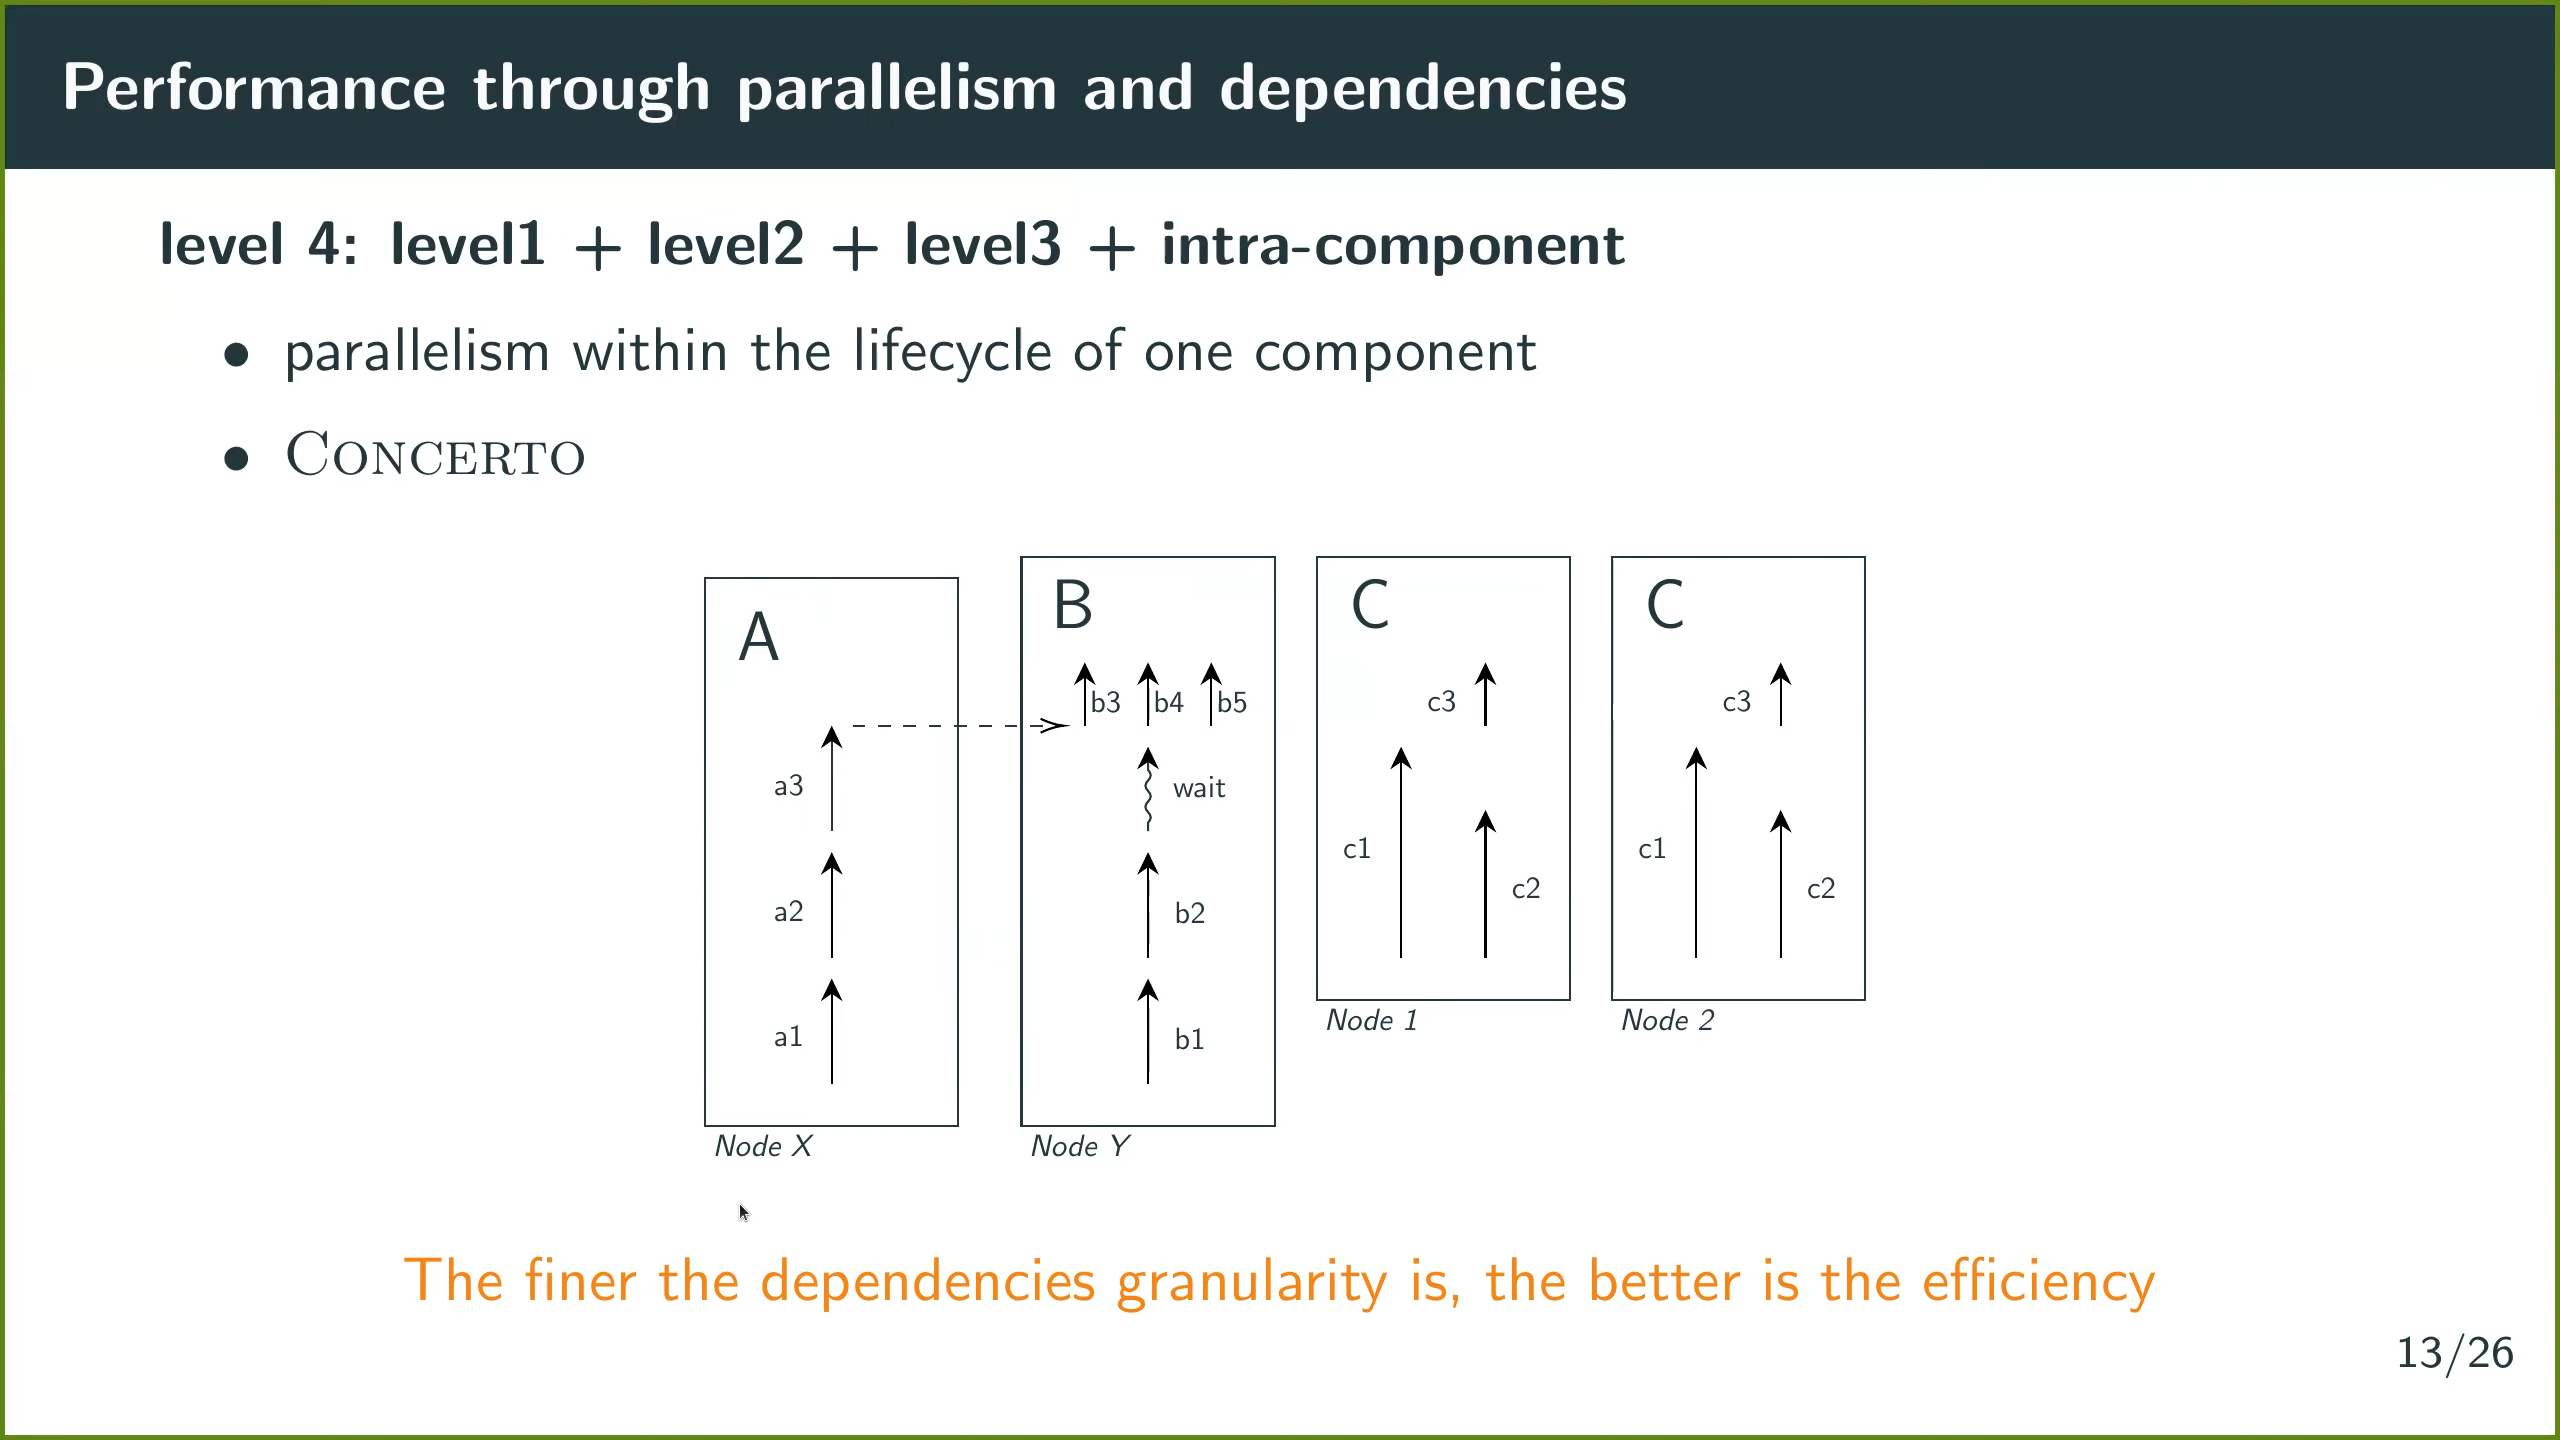 Performance through parallelism and dependencies
level 4: level1 + level2 + level3 + intra-component
• parallelism within the lifecycle of one component
• Concerto
A
B
C
C
b3 b4 b5
c3
c3
a3
wait
c1
c1
c2
c2
a2
b2
a1
b1
Node 1
Node 2
Node X
Node Y
The finer the dependencies granularity is, the better is the efficiency
13/26